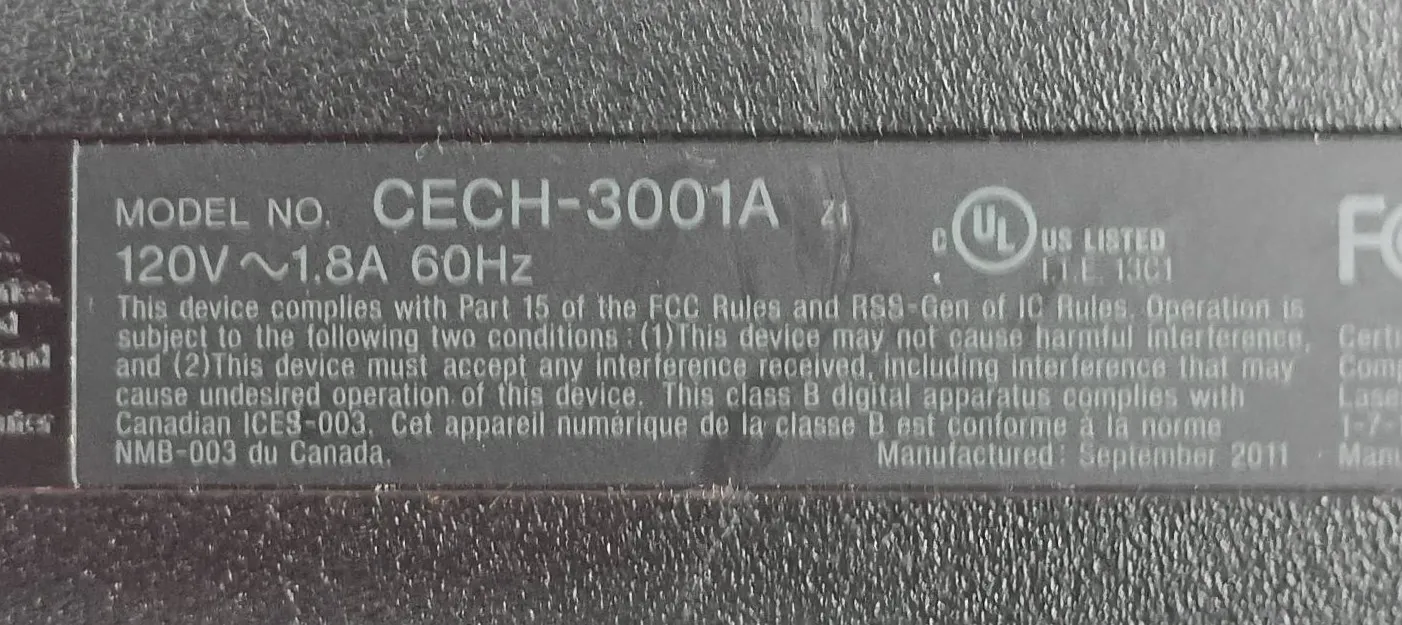 MODEL NO. CECH-3001A Z1
120V～1.8A 60Hz
C UL US LISTED
I.T.E. 13C1
This device complies with Part 15 of the FCC Rules and RSS-Gen of IC Rules. Operation is
subject to the following two conditions : (1)This device may not cause harmful interference,
and (2)This device must accept any interference received, including interference that may
cause undesired operation of this device. This class B digital apparatus complies with
Canadian ICES-003. Cet appareil numérique de la classe B est conforme à la norme
NMB-003 du Canada. Manufactured : September 2011